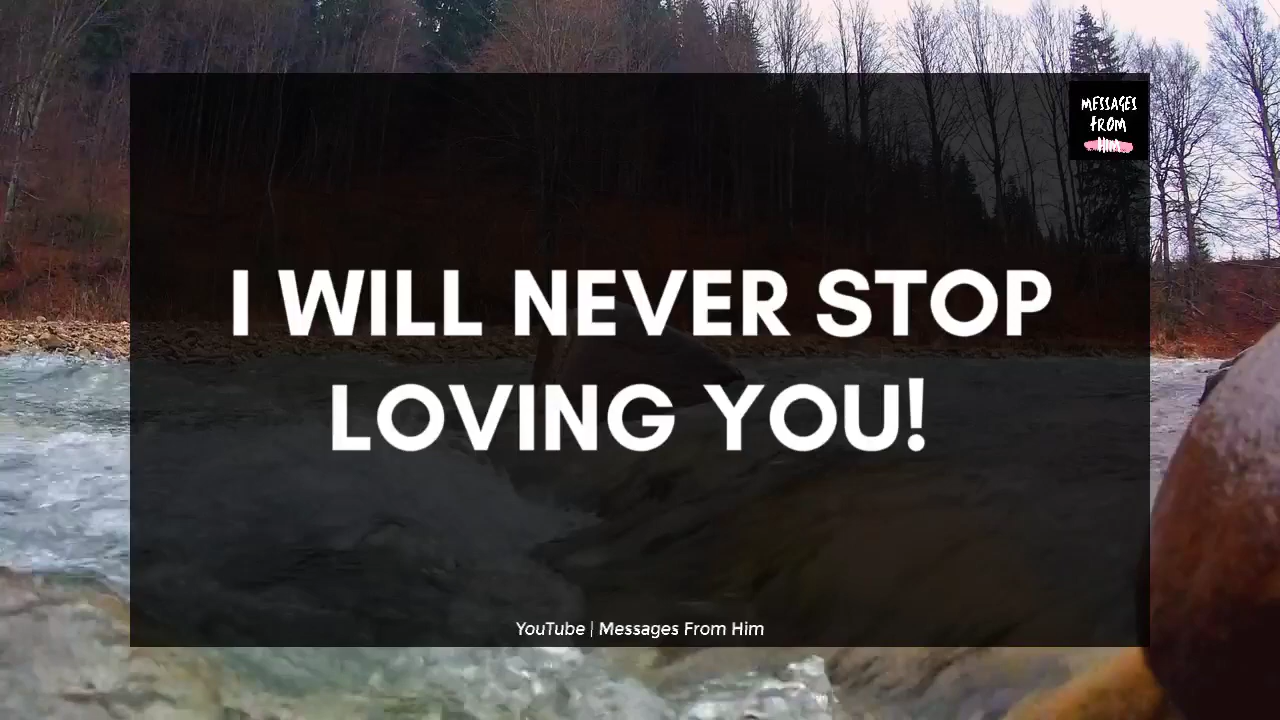 MESSAGES
FROM
HIM
I WILL NEVER STOP
LOVING YOU!
YouTube | Messages From Him